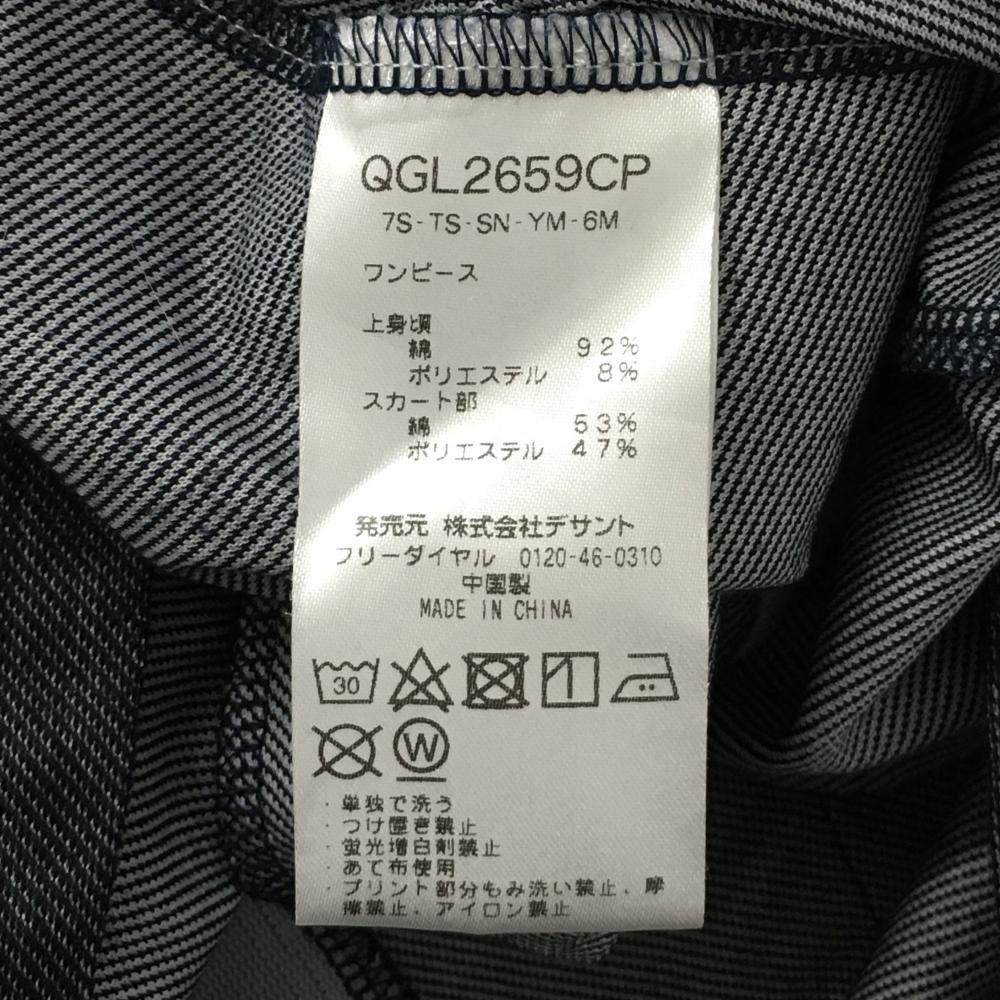 QGL2659CP
7S-TS-SN-YM-6M
ワンピース
上身頃
綿 92%
ポリエステル 8%
スカート部
綿 53%
ポリエステル 47%
発売元 株式会社デサント
フリーダイヤル 0120-46-0310
中国製
MADE IN CHINA
30
W
・単独で洗う
・つけ置き禁止
・蛍光増白剤禁止
・あて布使用
・プリント部分もみ洗い禁止、摩
擦禁止、アイロン禁止